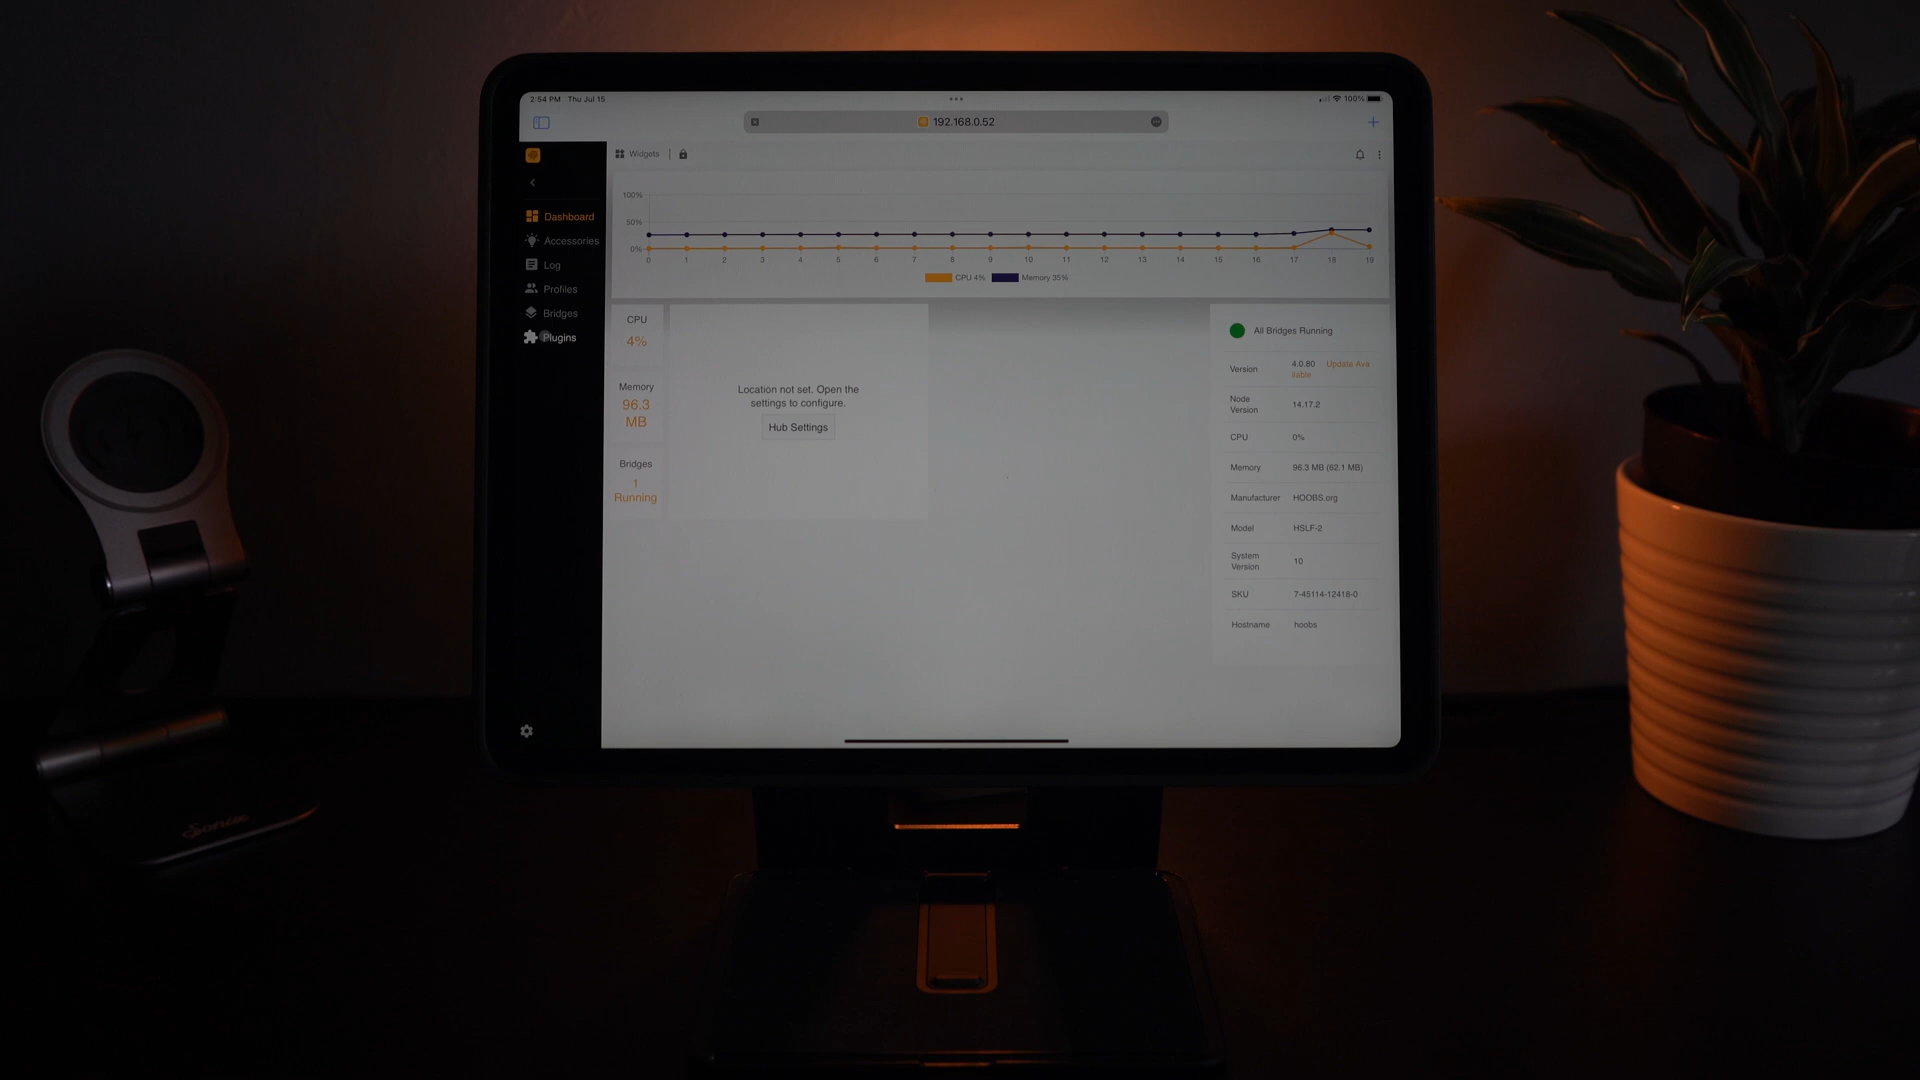 2:54 PM Thu Jul 15
100%
192.168.0.52
Widgets
Dashboard
Accessories
Log
Profiles
Bridges
Plugins
100%
50%
0%
0 1 2 3 4 5 6 7 8 9 10 11 12 13 14 15 16 17 18 19
CPU 4% Memory 35%
CPU
4%
Memory
96.3
MB
Bridges
1
Running
Location not set. Open the
settings to configure.
Hub Settings
All Bridges Running
Version 4.0.80 Update Ava
ilable
Node
Version 14.17.2
CPU 0%
Memory 96.3 MB (62.1 MB)
Manufacturer HOOBS.org
Model HSLF-2
System
Version 10
SKU 7-45114-12418-0
Hostname hoobs